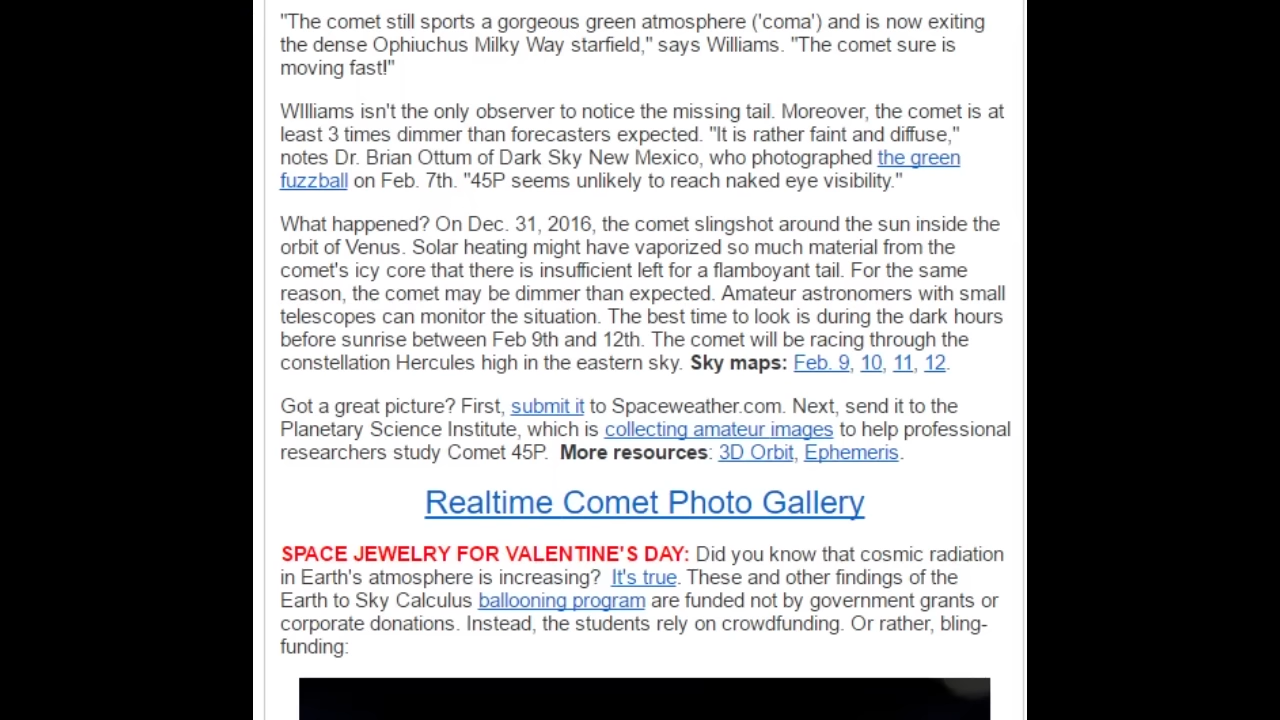 "The comet still sports a gorgeous green atmosphere ('coma') and is now exiting
the dense Ophiuchus Milky Way starfield," says Williams. "The comet sure is
moving fast!"
WIlliams isn't the only observer to notice the missing tail. Moreover, the comet is at
least 3 times dimmer than forecasters expected. "It is rather faint and diffuse,"
notes Dr. Brian Ottum of Dark Sky New Mexico, who photographed the green
fuzzball on Feb. 7th. "45P seems unlikely to reach naked eye visibility."
What happened? On Dec. 31, 2016, the comet slingshot around the sun inside the
orbit of Venus. Solar heating might have vaporized so much material from the
comet's icy core that there is insufficient left for a flamboyant tail. For the same
reason, the comet may be dimmer than expected. Amateur astronomers with small
telescopes can monitor the situation. The best time to look is during the dark hours
before sunrise between Feb 9th and 12th. The comet will be racing through the
constellation Hercules high in the eastern sky. Sky maps: Feb. 9, 10, 11, 12.
Got a great picture? First, submit it to Spaceweather.com. Next, send it to the
Planetary Science Institute, which is collecting amateur images to help professional
researchers study Comet 45P. More resources: 3D Orbit, Ephemeris.
Realtime Comet Photo Gallery
SPACE JEWELRY FOR VALENTINE'S DAY: Did you know that cosmic radiation
in Earth's atmosphere is increasing? It's true. These and other findings of the
Earth to Sky Calculus ballooning program are funded not by government grants or
corporate donations. Instead, the students rely on crowdfunding. Or rather, bling-
funding: